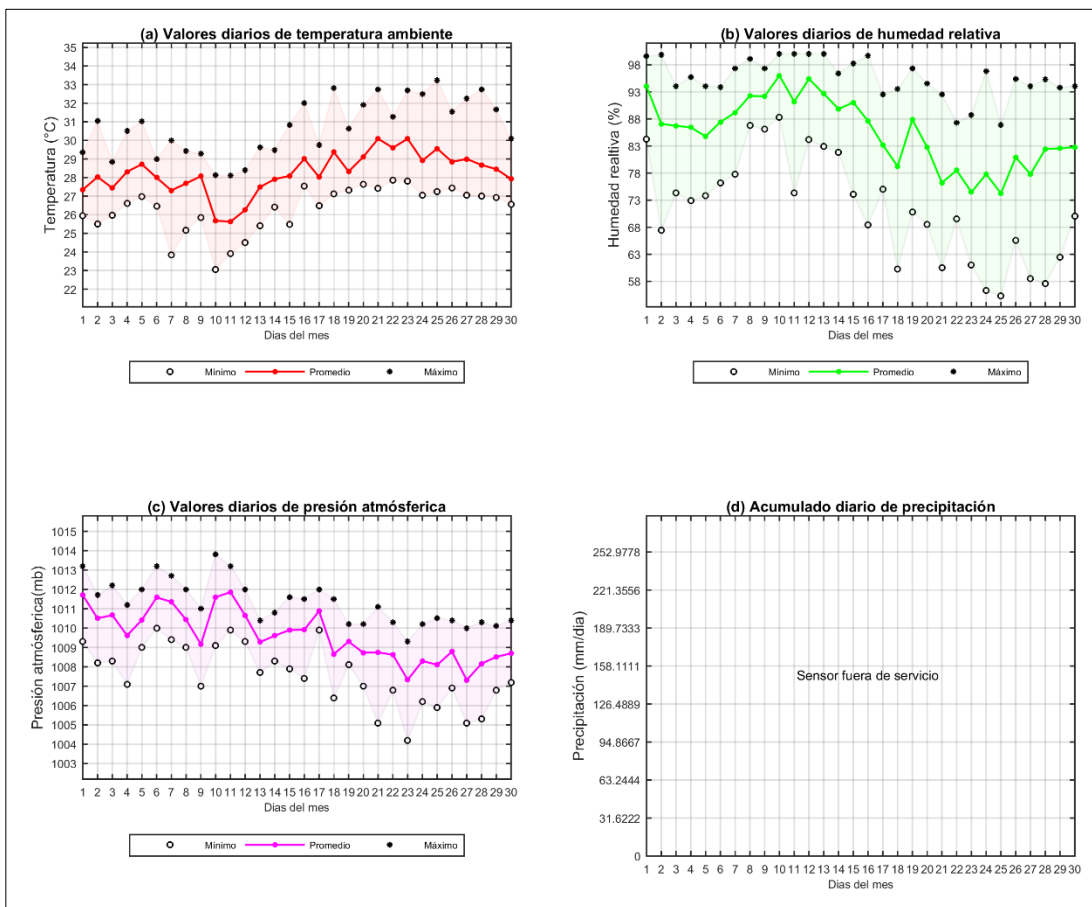 (a) Valores diarios de temperatura ambiente
35
34
33
32
31
30
29
28
27
26
25
24
23
22
Temperatura (°C)
1 2 3 4 5 6 7 8 9 10 11 12 13 14 15 16 17 18 19 20 21 22 23 24 25 26 27 28 29 30
Dias del mes
Mínimo Promedio Máximo
(b) Valores diarios de humedad relativa
98
93
88
83
78
73
68
63
58
Humedad realtiva (%)
1 2 3 4 5 6 7 8 9 10 11 12 13 14 15 16 17 18 19 20 21 22 23 24 25 26 27 28 29 30
Dias del mes
Mínimo Promedio Máximo
(c) Valores diarios de presión atmósferica
1015
1014
1013
1012
1011
1010
1009
1008
1007
1006
1005
1004
1003
Presión atmósferica(mb)
1 2 3 4 5 6 7 8 9 10 11 12 13 14 15 16 17 18 19 20 21 22 23 24 25 26 27 28 29 30
Dias del mes
Mínimo Promedio Máximo
(d) Acumulado diario de precipitación
252.9778
221.3556
189.7333
158.1111
126.4889
94.8667
63.2444
31.6222
0
Precipitación (mm/dia)
Sensor fuera de servicio
1 2 3 4 5 6 7 8 9 10 11 12 13 14 15 16 17 18 19 20 21 22 23 24 25 26 27 28 29 30
Dias del mes